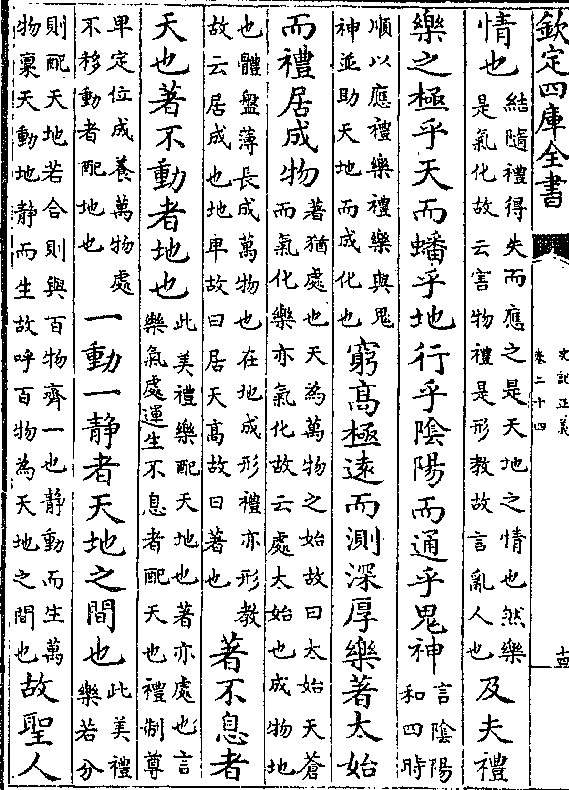 欽定四庫全書
史記正義
卷二十四
十四
情也
結隨禮得失而應之是天地之情也然樂
是氣化故云害物禮是形教故言亂人也
及夫禮
樂之極乎天而蟠乎地行乎陰陽而通乎鬼神
言陰陽
和四時
順以應禮樂禮樂與鬼
神並助天地而成化也
窮髙極遠而測深厚樂著太始
而禮居成物
著猶處也天為萬物之始故曰太始天蒼
而氣化樂亦氣化故云處太始也成物地
也體盤薄長成萬物也在地成形禮亦形教
故云居成也地卑故曰居天髙故曰著也
著不息者
天也著不動者地也
此美禮樂配天地也著亦處也言
樂氣處運生不息者配天也禮制尊
卑定位成養萬物處
不移動者配地也
一動一静者天地之間也
此美禮
樂若分
則配天地若合則與百物齊一也静動而生萬
物稟天動地静而生故呼百物為天地之間也
故聖人